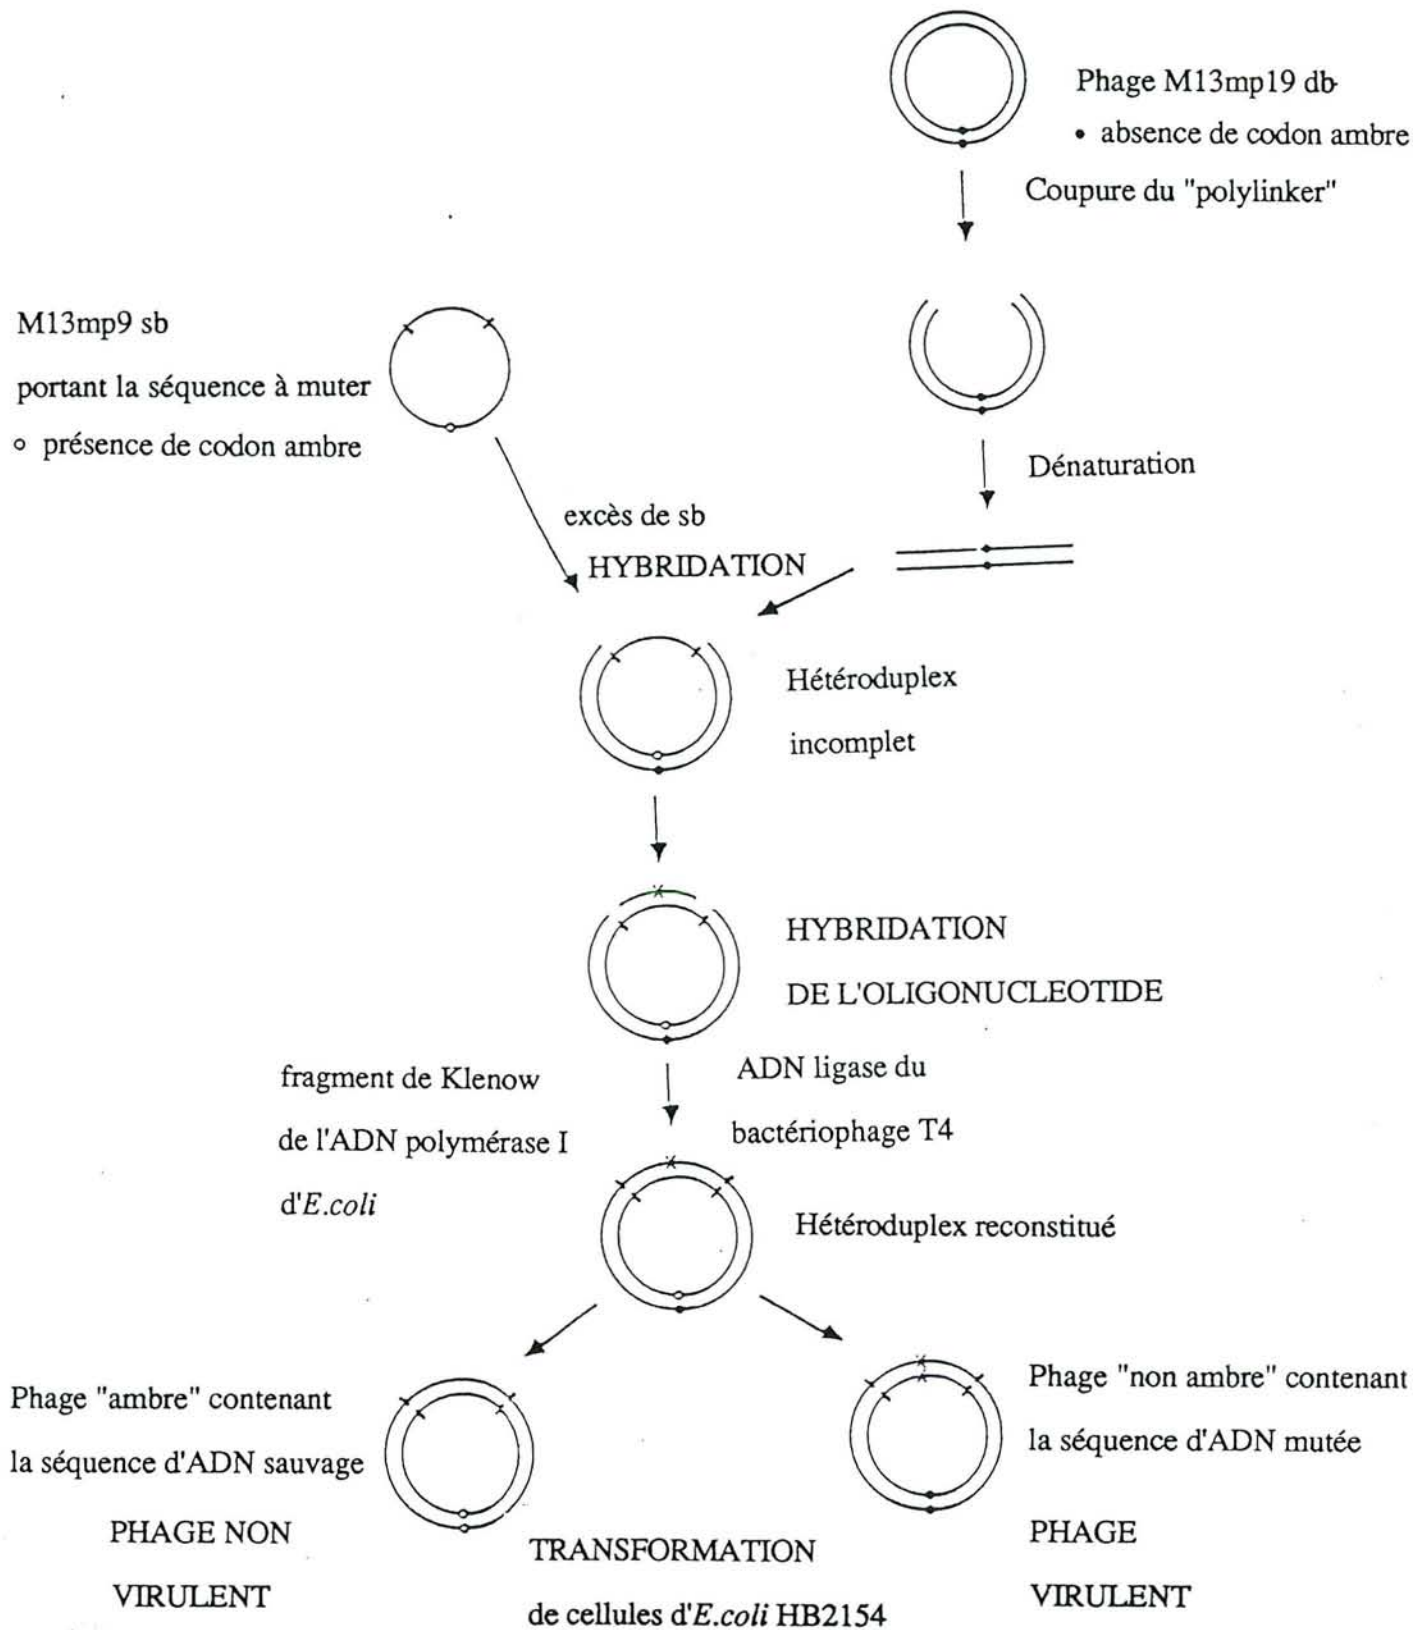 Phage M13mp19 db
• absence de codon ambre
Coupure du "polylinker"
M13mp9 sb
portant la séquence à muter
o présence de codon ambre
Dénaturation
excès de sb
HYBRIDATION
Hétéroduplex
incomplet
HYBRIDATION
DE L'OLIGONUCLEOTIDE
fragment de Klenow
de l'ADN polymérase I
d'E.coli
ADN ligase du
bactériophage T4
Hétéroduplex reconstitué
Phage "ambre" contenant
la séquence d'ADN sauvage
PHAGE NON
VIRULENT
TRANSFORMATION
de cellules d'E.coli HB2154
Phage "non ambre" contenant
la séquence d'ADN mutée
PHAGE
VIRULENT